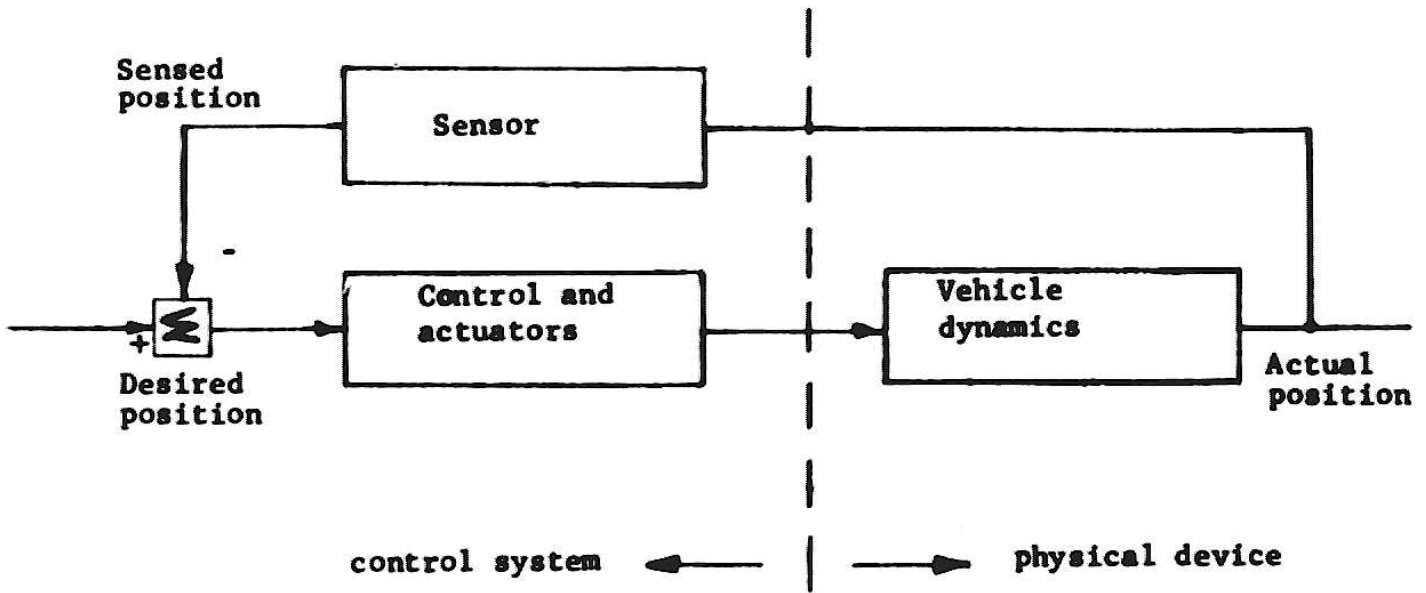 Sensed
position
Sensor
-
Control and
actuators
Vehicle
dynamics
+
Σ
Desired
position
Actual
position
control system
physical device